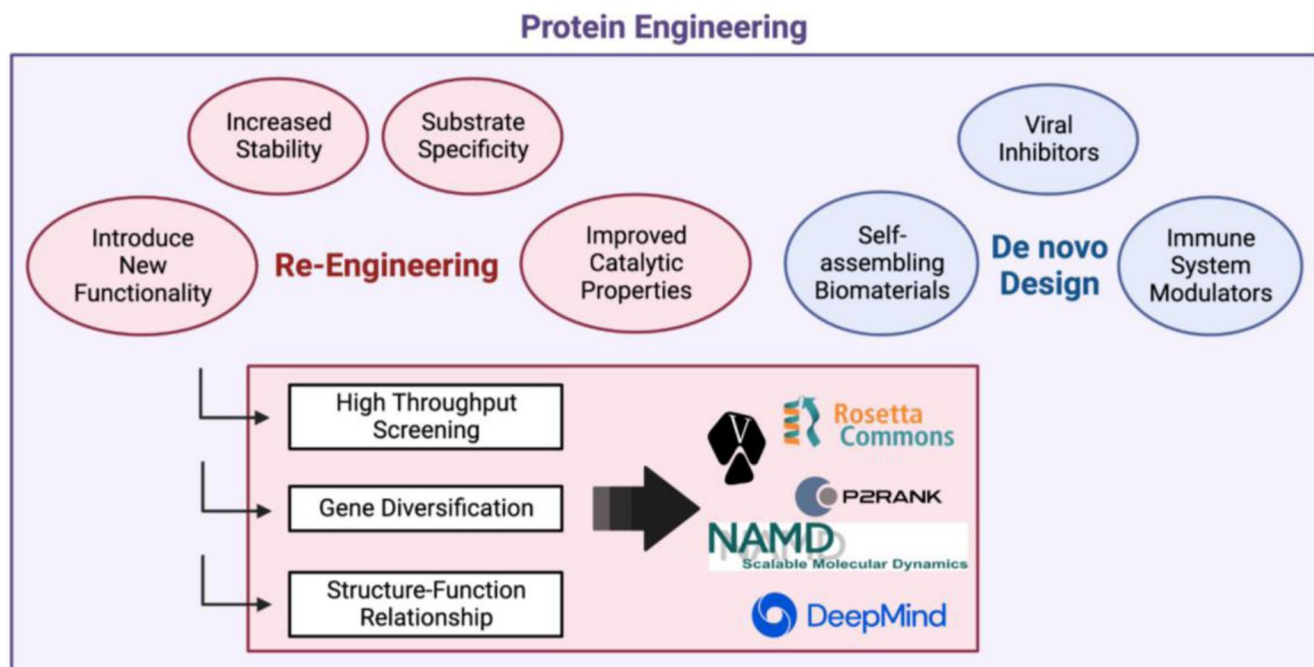 Protein Engineering
Increased
Stability
Substrate
Specificity
Viral
Inhibitors
Introduce
New
Functionality
Re-Engineering
Improved
Catalytic
Properties
Self-
assembling
Biomaterials
De novo
Design
Immune
System
Modulators
High Throughput
Screening
Gene Diversification
Structure-Function
Relationship
V
Rosetta
Commons
P2RANK
NAMD
Scalable Molecular Dynamics
DeepMind